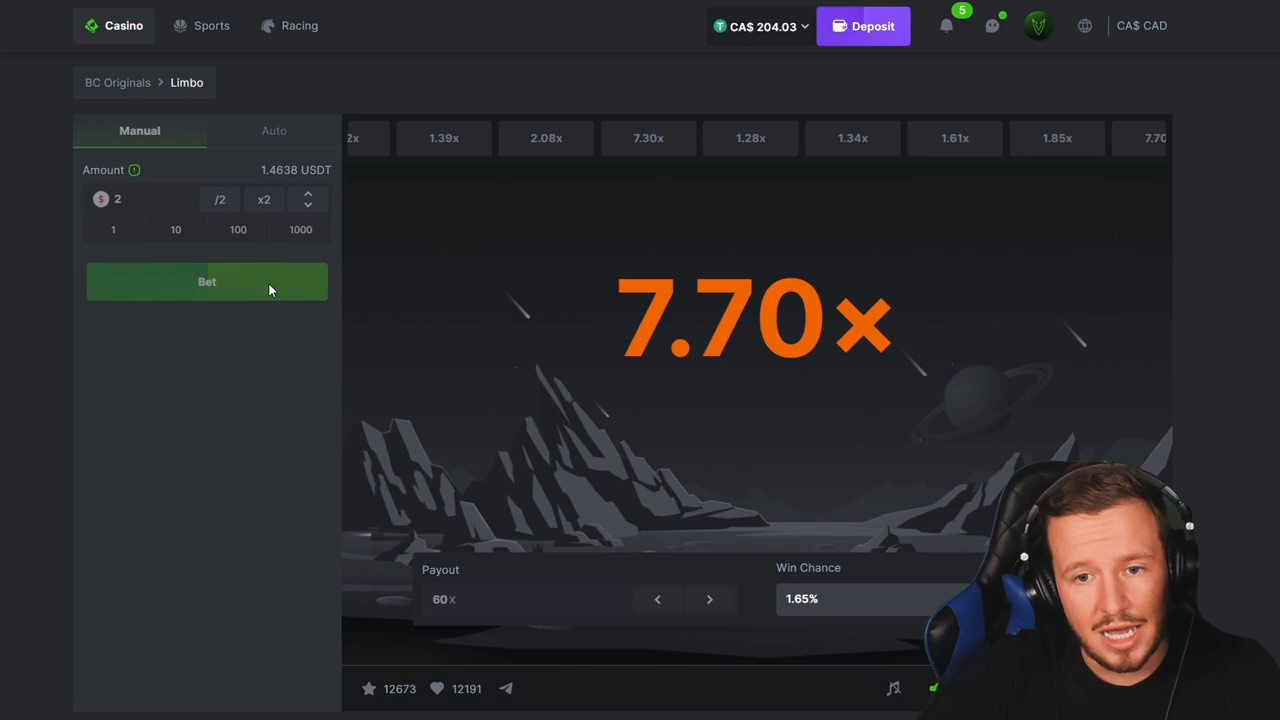 Casino
Sports
Racing
CA$ 204.03
Deposit
5
CA$ CAD
BC Originals > Limbo
Manual
Auto
2x
1.39x
2.08x
7.30x
1.28x
1.34x
1.61x
1.85x
7.70
Amount
1.4638 USDT
2
/2
x2
1
10
100
1000
Bet
7.70×
Payout
60x
Win Chance
1.65%
12673
12191